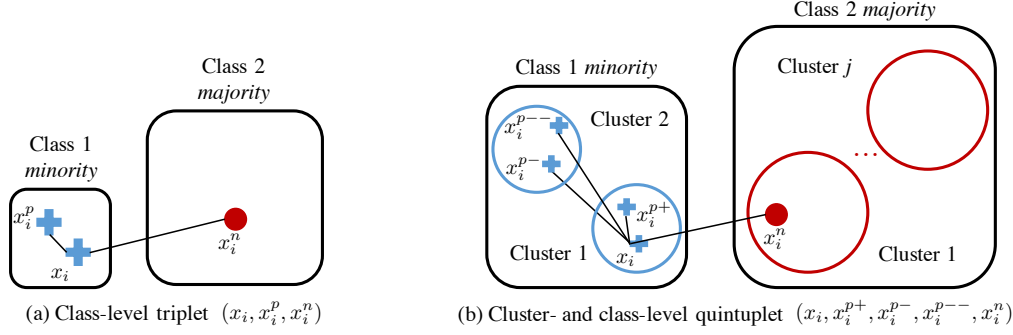 Class 1
minority
Class 2
majority
$x_i^p$
$x_i$
$x_i^n$
(a) Class-level triplet $(x_i, x_i^p, x_i^n)$
Class 1 minority
Cluster 2
$x_i^{p--}$
$x_i^{p-}$
$x_i^{p+}$
Cluster 1
$x_i$
Class 2 majority
Cluster j
...
$x_i^n$
Cluster 1
(b) Cluster- and class-level quintuplet $(x_i, x_i^{p+}, x_i^{p-}, x_i^{p--}, x_i^n)$